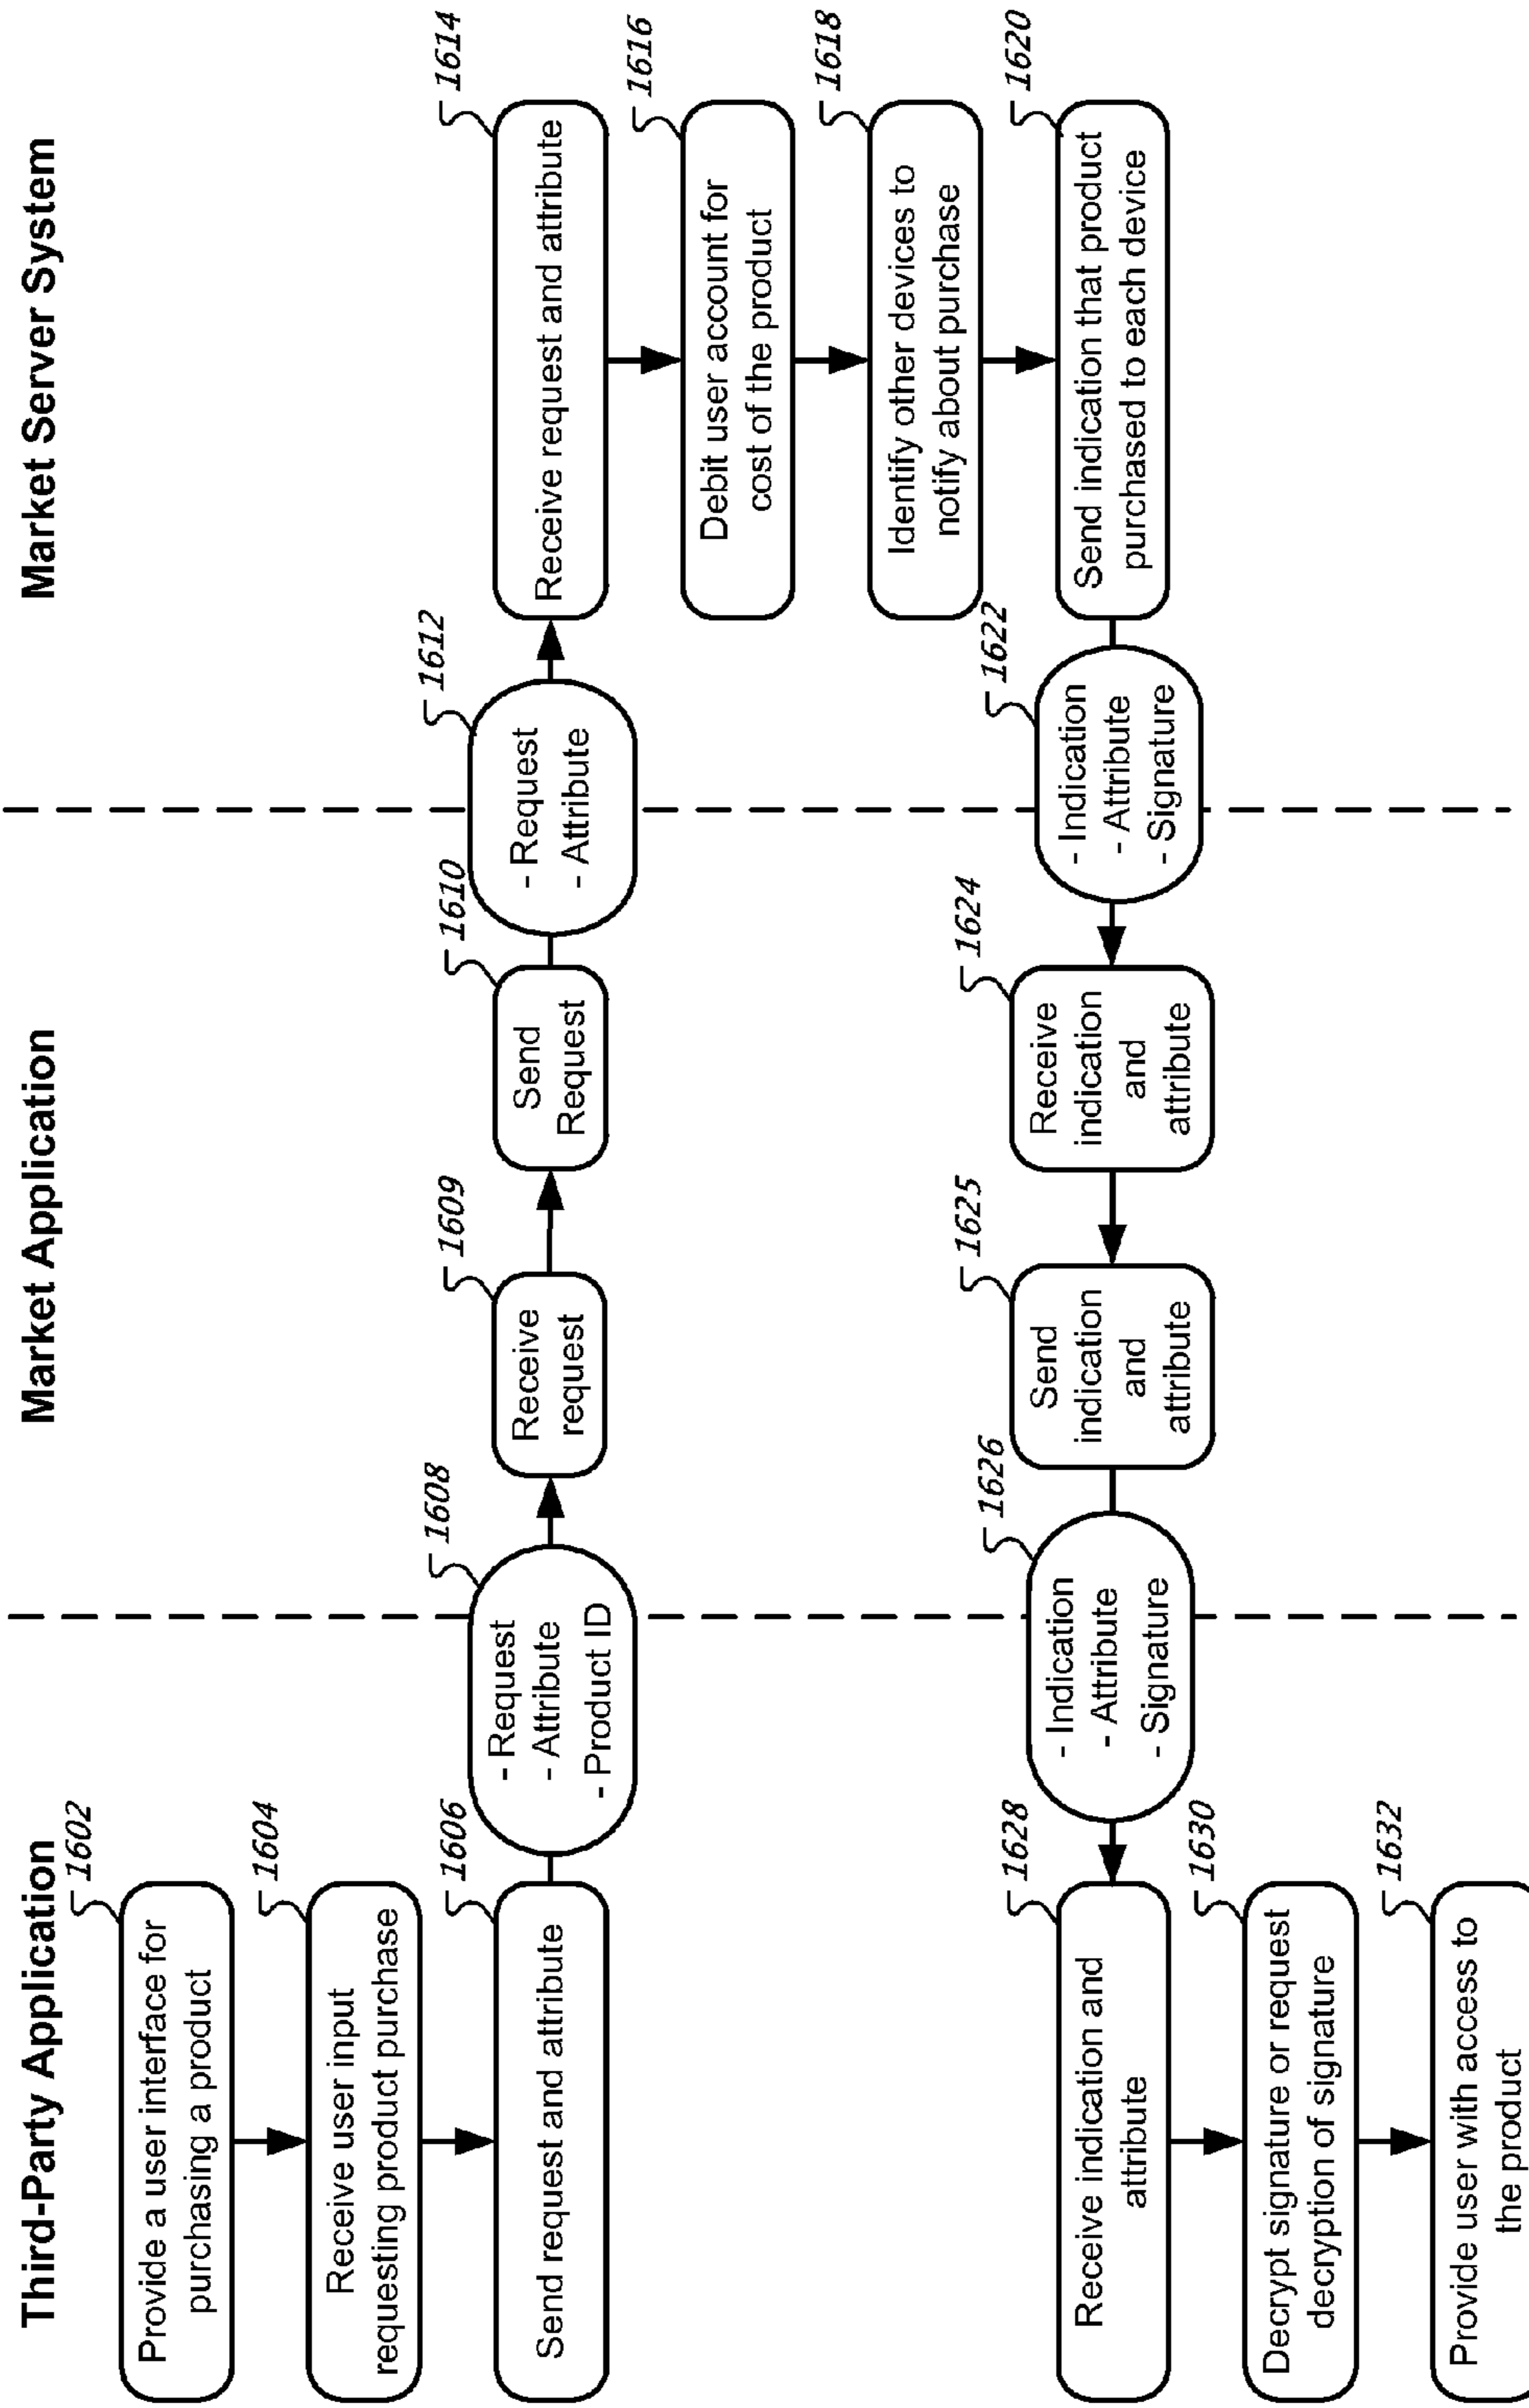 Third-Party Application
Market Application
Market Server System
1602
Provide a user interface for
purchasing a product
1604
Receive user input
requesting product purchase
1606
Send request and attribute
1608
- Request
- Attribute
- Product ID
1609
Receive
request
1610
Send
Request
1612
- Request
- Attribute
1614
Receive request and attribute
1616
Debit user account for
cost of the product
1618
Identify other devices to
notify about purchase
1620
Send indication that product
purchased to each device
1622
- Indication
- Attribute
- Signature
1624
Receive
indication
and
attribute
1625
Send
indication
and
attribute
1626
- Indication
- Attribute
- Signature
1628
Receive indication and
attribute
1630
Decrypt signature or request
decryption of signature
1632
Provide user with access to
the product